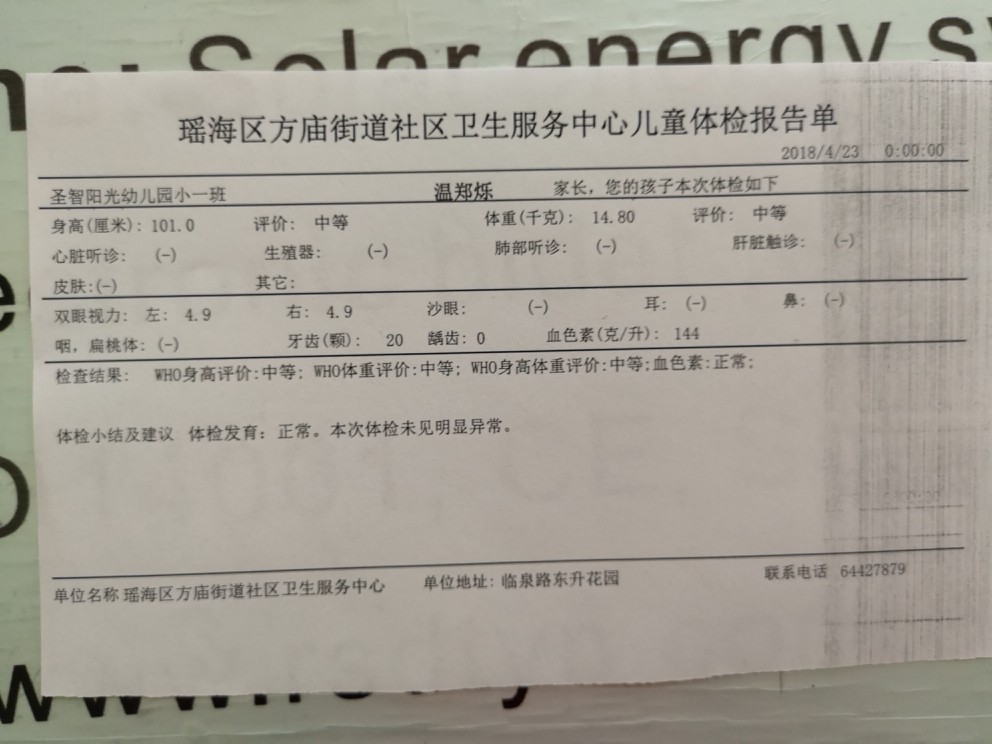 Solar energy sy
瑶海区方庙街道社区卫生服务中心儿童体检报告单
2018/4/23 0:00:00
圣智阳光幼儿园小一班 温郑烁 家长，您的孩子本次体检如下
身高(厘米): 101.0 评价: 中等 体重(千克): 14.80 评价: 中等
心脏听诊: (-) 生殖器: (-) 肺部听诊: (-) 肝脏触诊: (-)
皮肤:(-) 其它:
双眼视力: 左: 4.9 右: 4.9 沙眼: (-) 耳: (-) 鼻: (-)
咽，扁桃体: (-) 牙齿(颗): 20 龋齿: 0 血色素(克/升): 144
检查结果: WHO身高评价:中等; WHO体重评价:中等; WHO身高体重评价:中等;血色素:正常;
体检小结及建议 体检发育: 正常。本次体检未见明显异常。
单位名称 瑶海区方庙街道社区卫生服务中心 单位地址: 临泉路东升花园 联系电话 64427879